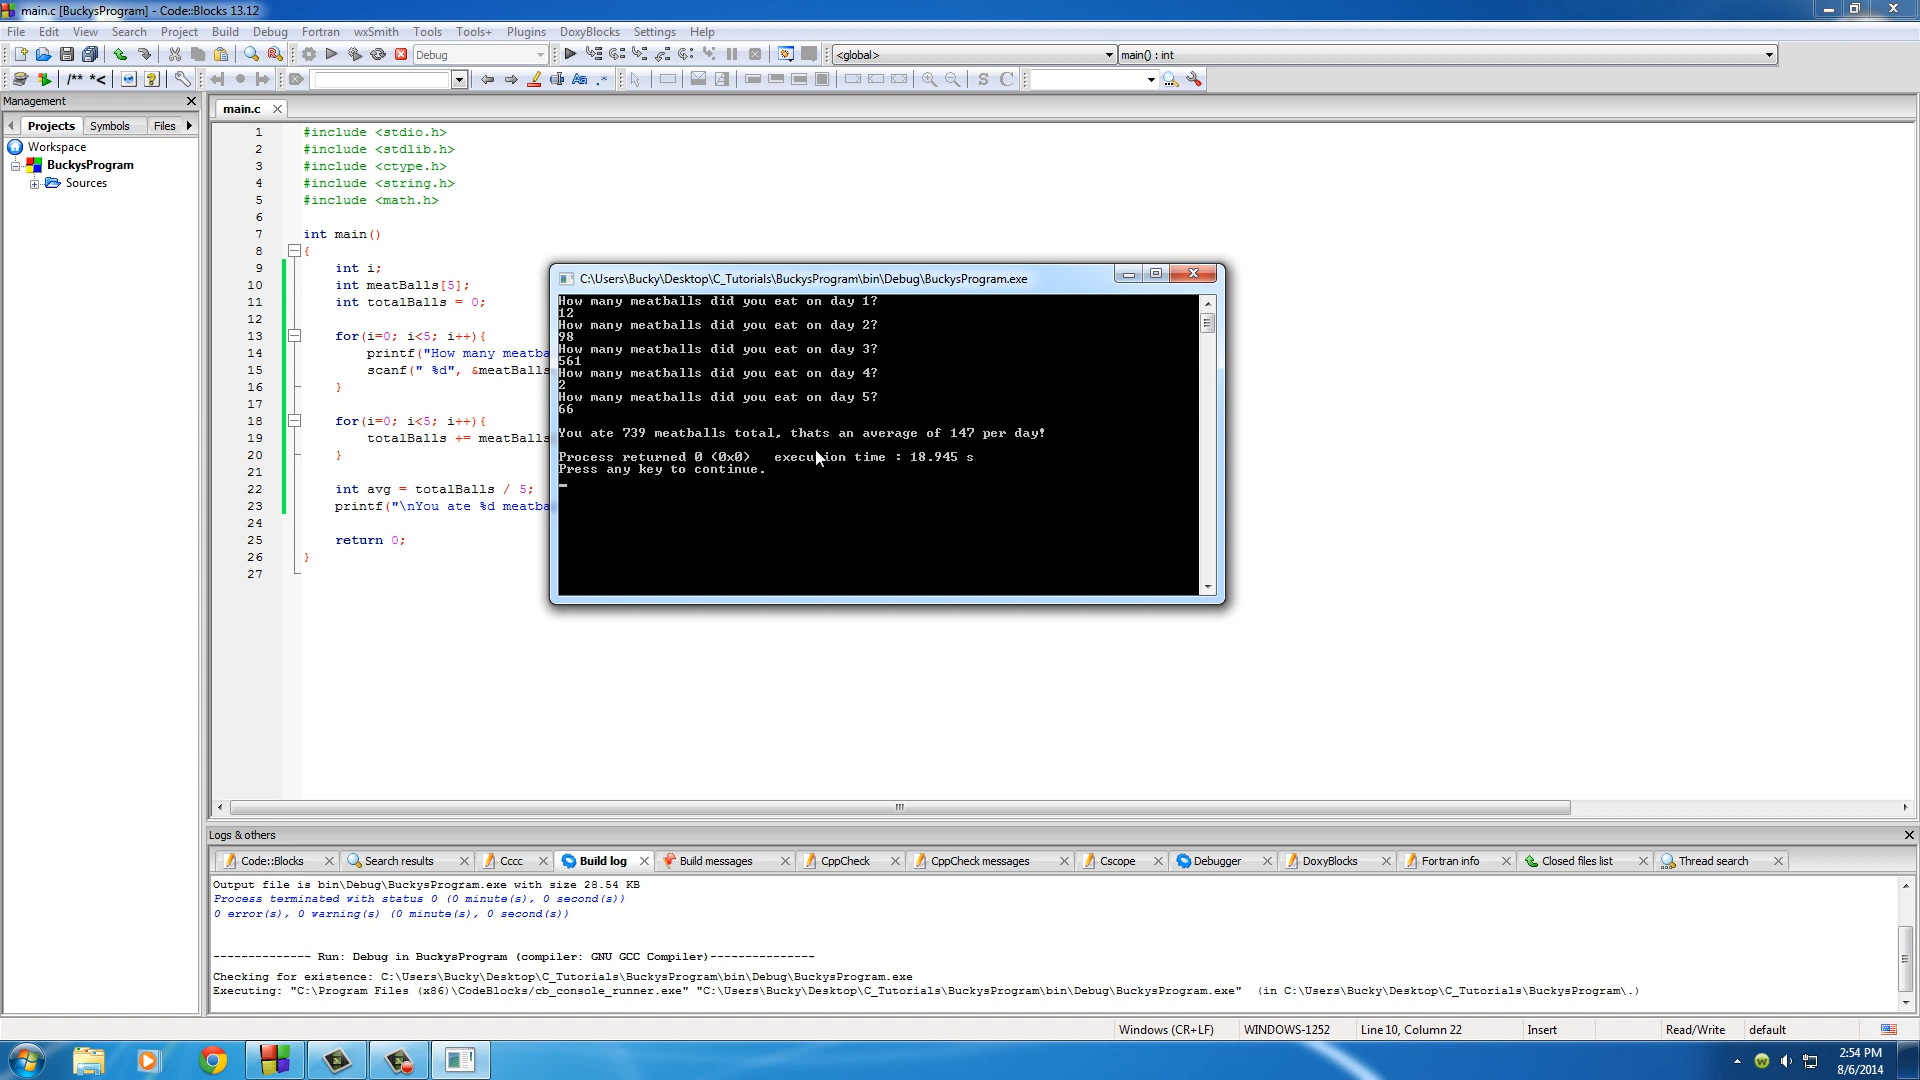 main.c [BuckysProgram] - Code::Blocks 13.12
File Edit View Search Project Build Debug Fortran wxSmith Tools Tools+ Plugins DoxyBlocks Settings Help
Debug <global> main() : int
/** *< Aa .* S C
Management
main.c
Projects Symbols Files
Workspace
BuckysProgram
Sources
1 #include <stdio.h>
2 #include <stdlib.h>
3 #include <ctype.h>
4 #include <string.h>
5 #include <math.h>
6
7 int main()
8 {
9 int i;
10 int meatBalls[5];
11 int totalBalls = 0;
12
13 for(i=0; i<5; i++){
14 printf("How many meatba
15 scanf(" %d", &meatBalls
16 }
17
18 for(i=0; i<5; i++){
19 totalBalls += meatBalls
20 }
21
22 int avg = totalBalls / 5;
23 printf("\nYou ate %d meatba
24
25 return 0;
26 }
27
C:\Users\Bucky\Desktop\C_Tutorials\BuckysProgram\bin\Debug\BuckysProgram.exe
How many meatballs did you eat on day 1?
12
How many meatballs did you eat on day 2?
98
How many meatballs did you eat on day 3?
561
How many meatballs did you eat on day 4?
2
How many meatballs did you eat on day 5?
66
You ate 739 meatballs total, thats an average of 147 per day!
Process returned 0 (0x0) execution time : 18.945 s
Press any key to continue.
Logs & others
Code::Blocks Search results Cccc Build log Build messages CppCheck CppCheck messages Cscope Debugger DoxyBlocks Fortran info Closed files list Thread search
Output file is bin\Debug\BuckysProgram.exe with size 28.54 KB
Process terminated with status 0 (0 minute(s), 0 second(s))
0 error(s), 0 warning(s) (0 minute(s), 0 second(s))
-------------- Run: Debug in BuckysProgram (compiler: GNU GCC Compiler)---------------
Checking for existence: C:\Users\Bucky\Desktop\C_Tutorials\BuckysProgram\bin\Debug\BuckysProgram.exe
Executing: "C:\Program Files (x86)\CodeBlocks/cb_console_runner.exe" "C:\Users\Bucky\Desktop\C_Tutorials\BuckysProgram\bin\Debug\BuckysProgram.exe" (in C:\Users\Bucky\Desktop\C_Tutorials\BuckysProgram\.)
Windows (CR+LF) WINDOWS-1252 Line 10, Column 22 Insert Read/Write default
2:54 PM
8/6/2014